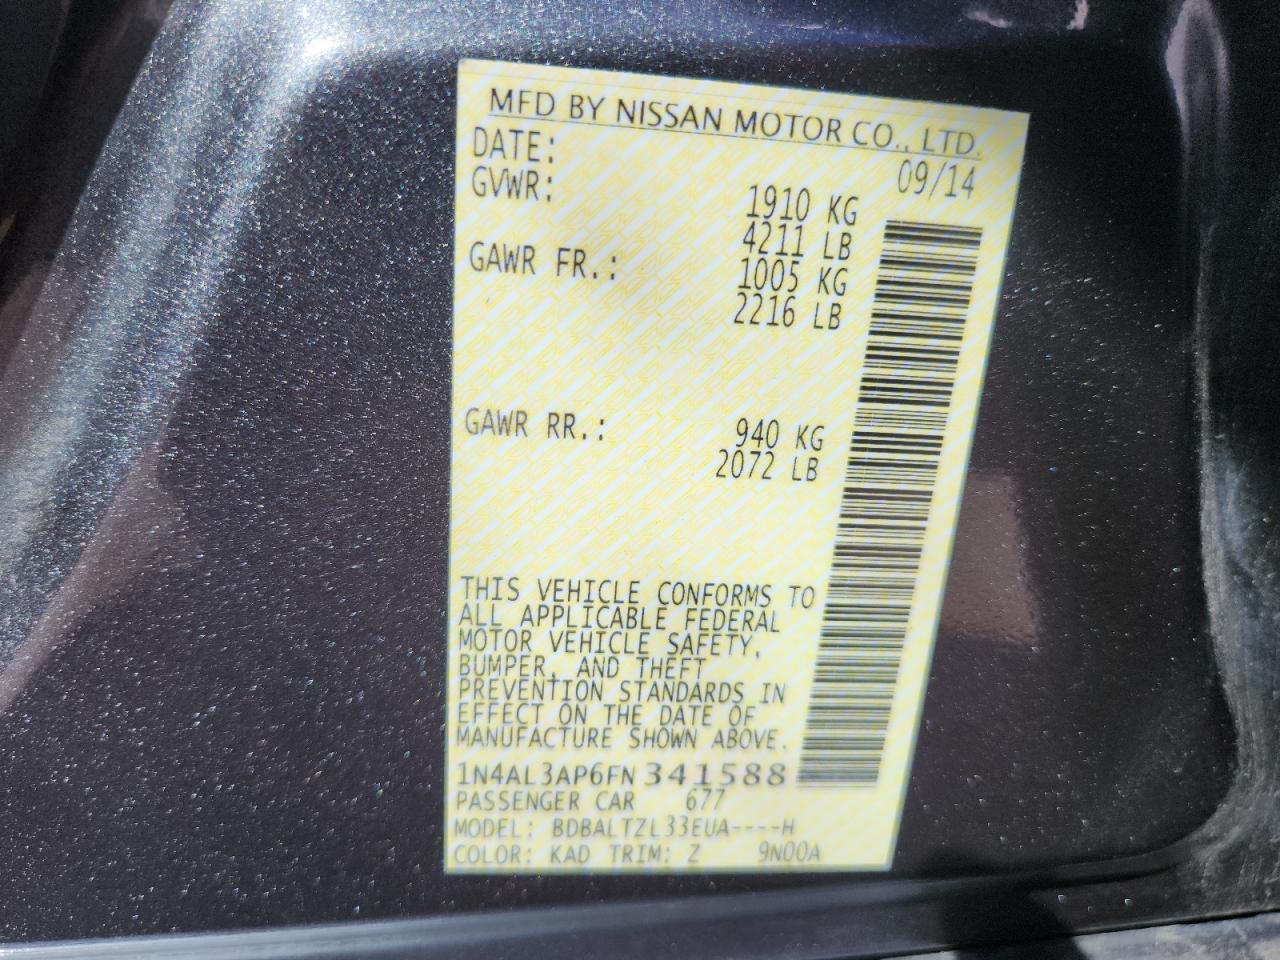 MFD BY NISSAN MOTOR CO., LTD.
DATE: 09/14
GVWR: 1910 KG
4211 LB
GAWR FR.: 1005 KG
2216 LB
GAWR RR.: 940 KG
2072 LB
THIS VEHICLE CONFORMS TO
ALL APPLICABLE FEDERAL
MOTOR VEHICLE SAFETY,
BUMPER, AND THEFT
PREVENTION STANDARDS IN
EFFECT ON THE DATE OF
MANUFACTURE SHOWN ABOVE.
1N4AL3AP6FN341588
PASSENGER CAR 677
MODEL: BDBALTZL33EUA----H
COLOR: KAD TRIM: Z 9N00A